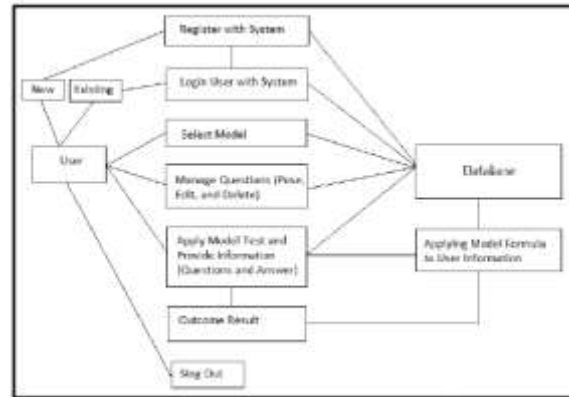 Register with System
New
Existing
Login User with System
User
Select Model
Manage Questions (Pose,
Edit, and Delete)
Database
Apply Model Test and
Provide Information
(Questions and Answer)
Applying Model Formula
to User Information
Outcome Result
Sing Out